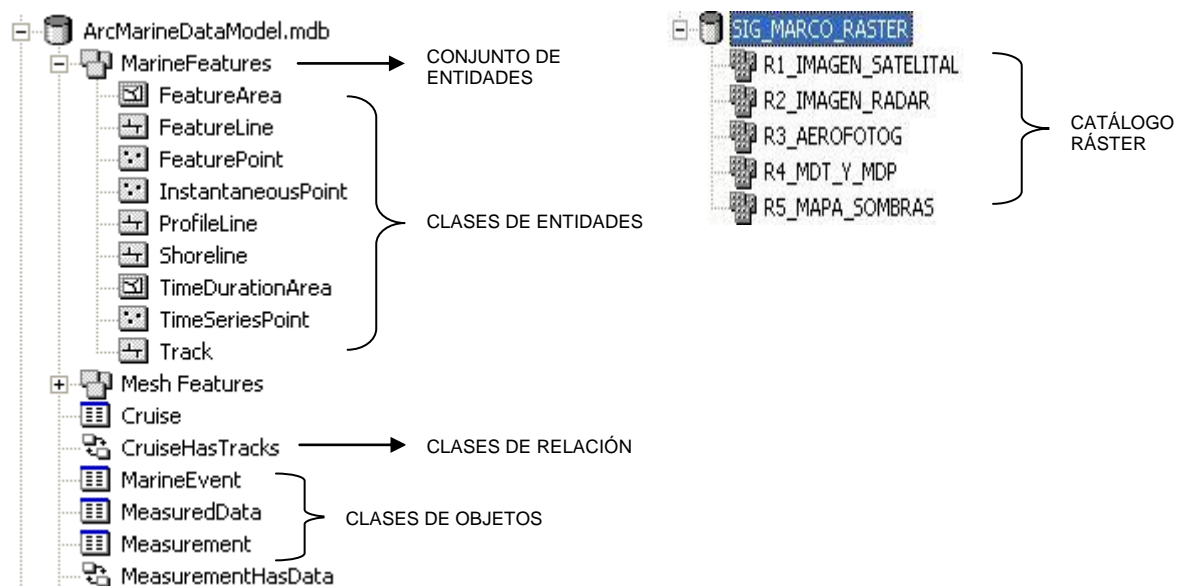 ArcMarineDataModel.mdb
MarineFeatures
CONJUNTO DE
ENTIDADES
FeatureArea
FeatureLine
FeaturePoint
InstantaneousPoint
ProfileLine
Shoreline
TimeDurationArea
TimeSeriesPoint
Track
CLASES DE ENTIDADES
Mesh Features
Cruise
CruiseHasTracks
CLASES DE RELACIÓN
MarineEvent
MeasuredData
Measurement
CLASES DE OBJETOS
MeasurementHasData
SIG_MARCO_RASTER
R1_IMAGEN_SATELITAL
R2_IMAGEN_RADAR
R3_AEROFOTOG
R4_MDT_Y_MDP
R5_MAPA_SOMBRAS
CATÁLOGO
RÁSTER